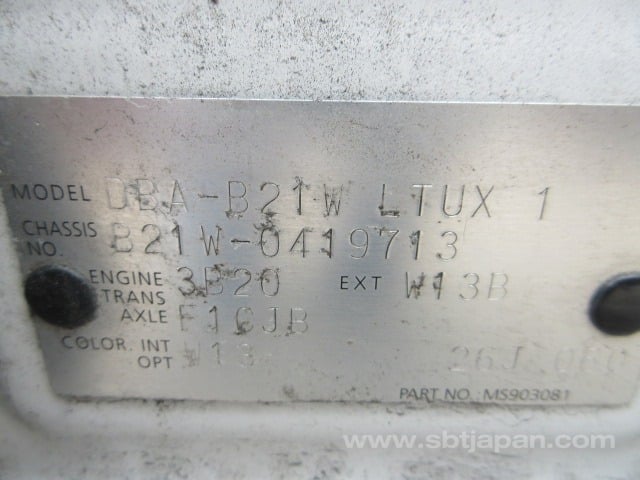 MODEL DBA-B21W LTUX 1
CHASSIS NO. B21W-0419713
ENGINE 3B20 EXT W13B
TRANS AXLE F10JB
COLOR. INT W13
OPT
PART NO. MS903081
www.sbtjapan.com